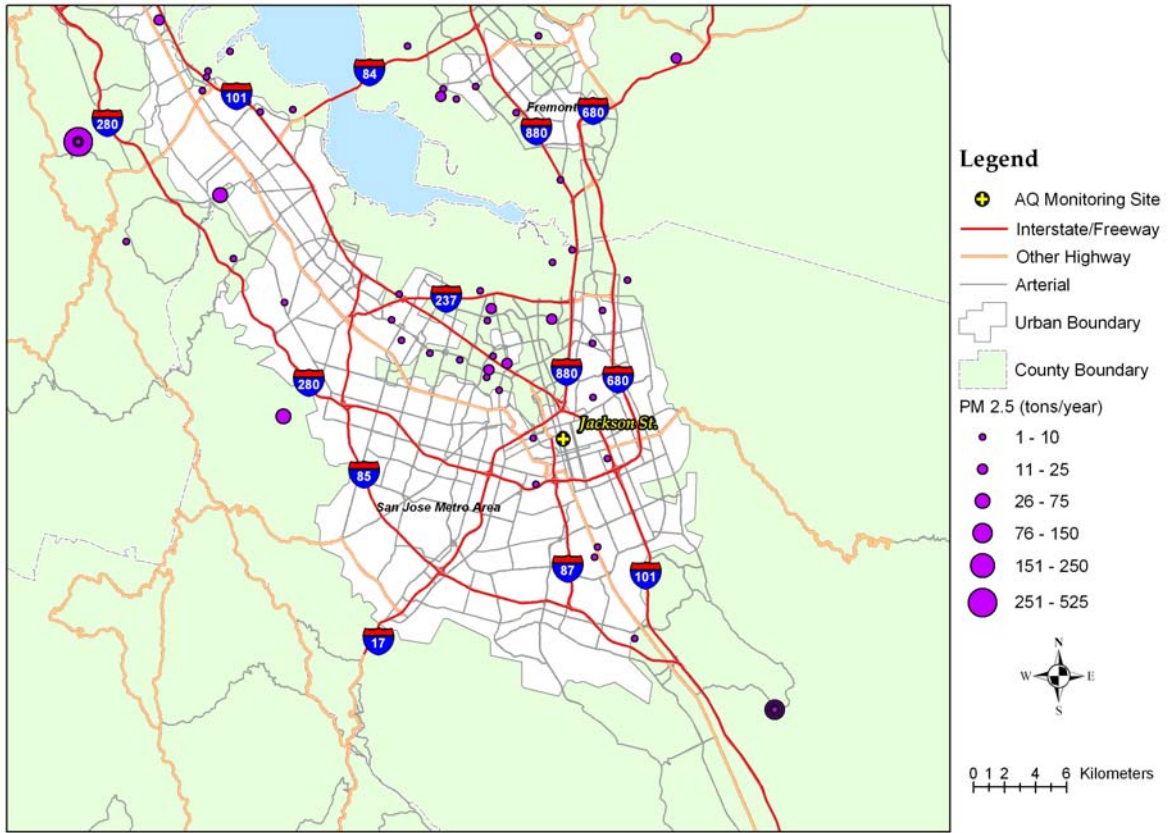 84
101
280
Fremont
680
880
237
880
680
280
Jackson St.
85
San Jose Metro Area
87
101
17
Legend
AQ Monitoring Site
Interstate/Freeway
Other Highway
Arterial
Urban Boundary
County Boundary
PM 2.5 (tons/year)
1 - 10
11 - 25
26 - 75
76 - 150
151 - 250
251 - 525
N
W E
S
0 1 2 4 6 Kilometers